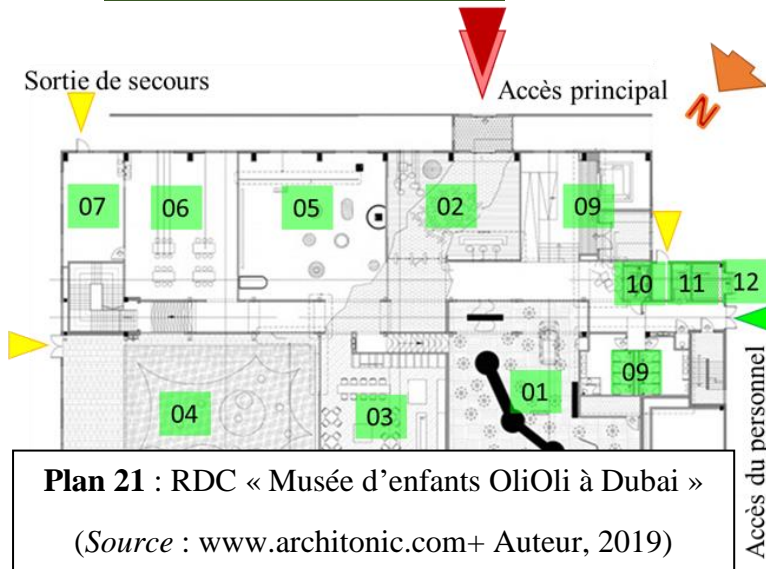 Sortie de secours
Accès principal
N
07
06
05
02
09
10
11
12
04
03
01
09
Accès du personnel
Plan 21 : RDC « Musée d’enfants OliOli à Dubai »
(Source : www.architonic.com+ Auteur, 2019)